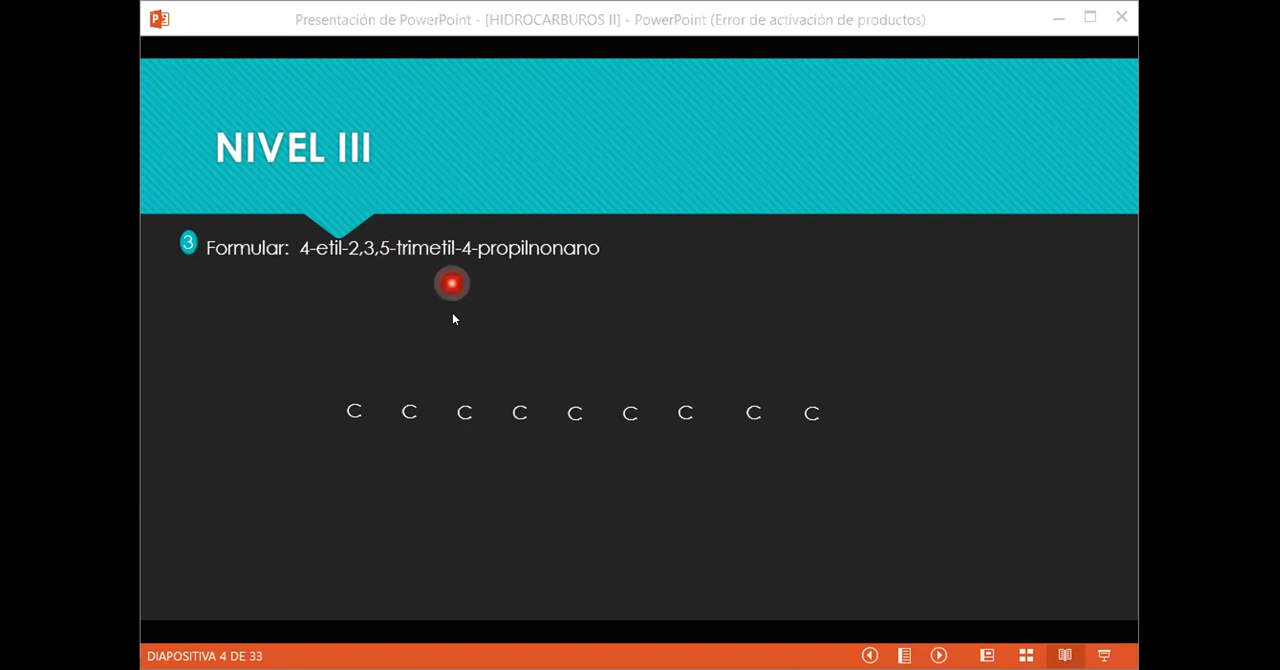 Presentación de PowerPoint - [HIDROCARBUROS II] - PowerPoint (Error de activación de productos)
NIVEL III
3 Formular: 4-etil-2,3,5-trimetil-4-propilnonano
C C C C C C C C C
DIAPOSITIVA 4 DE 33